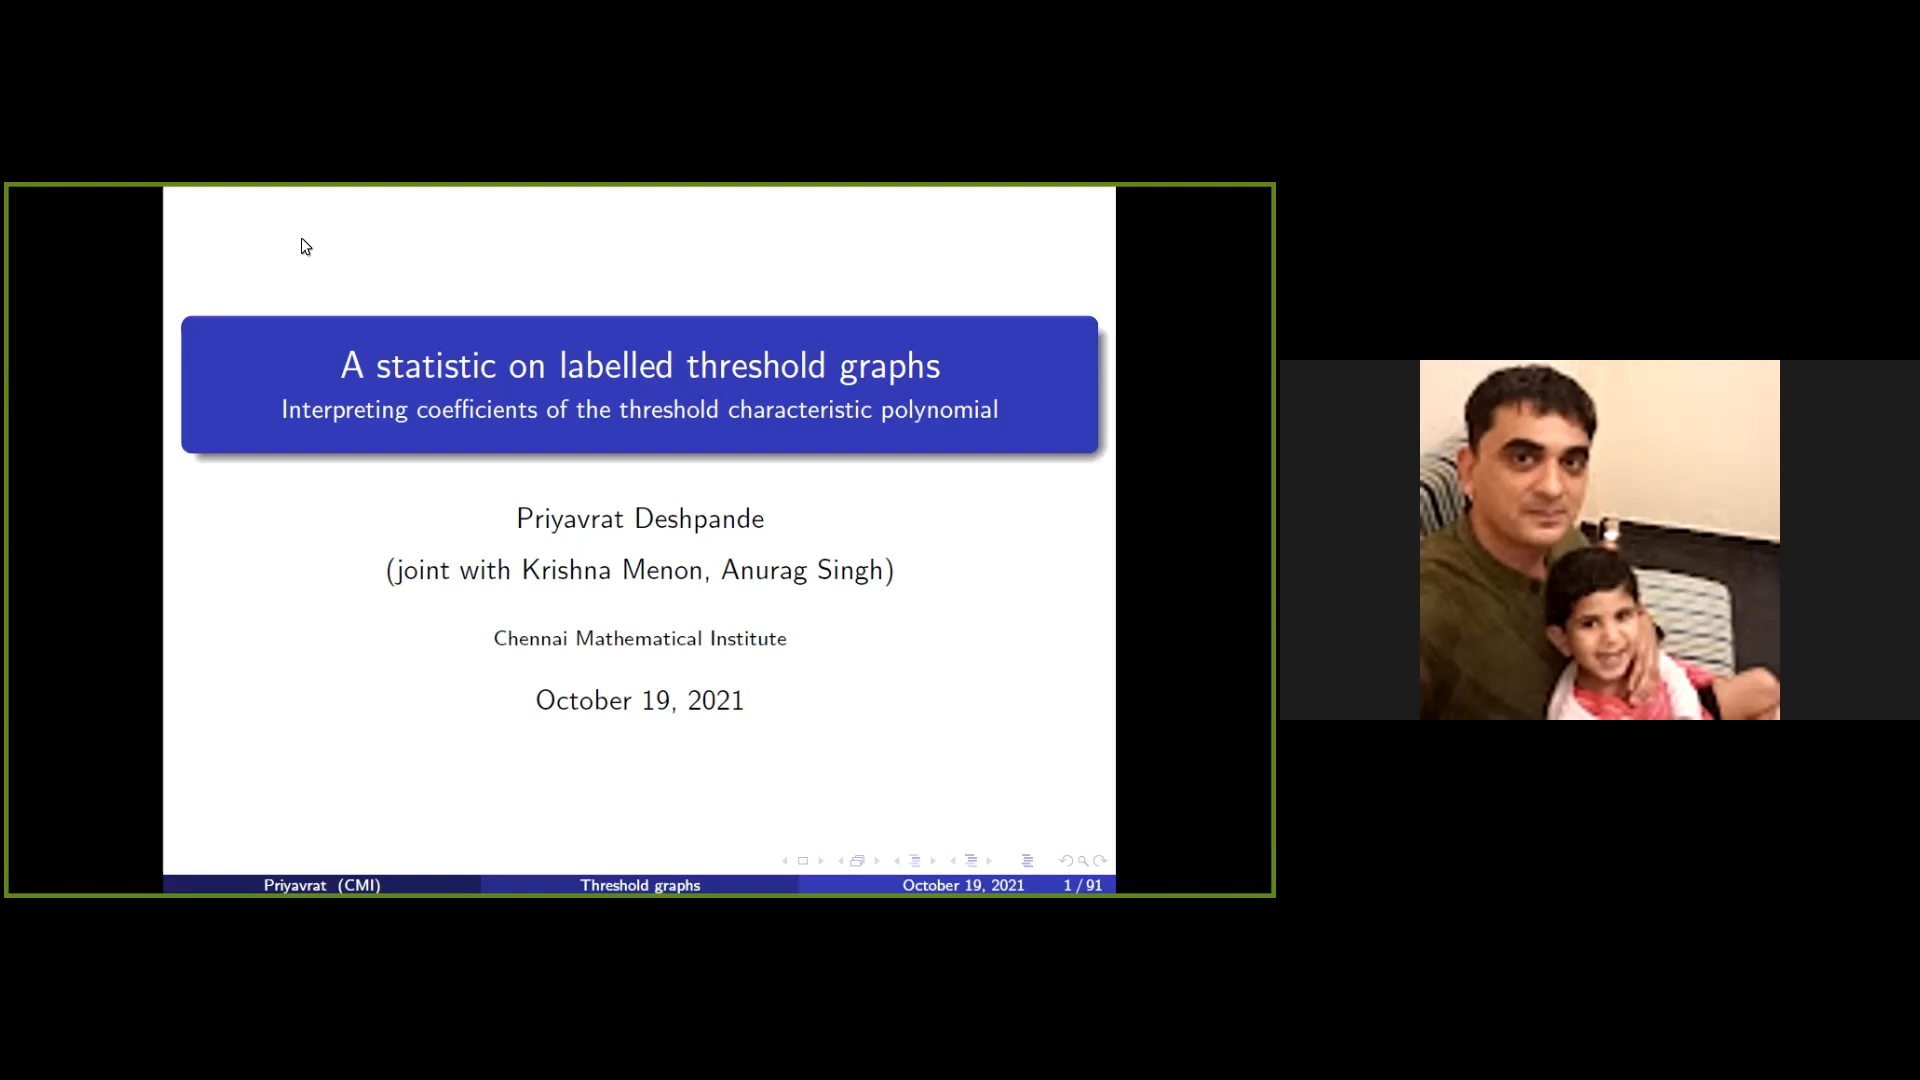 A statistic on labelled threshold graphs
Interpreting coefficients of the threshold characteristic polynomial
Priyavrat Deshpande
(joint with Krishna Menon, Anurag Singh)
Chennai Mathematical Institute
October 19, 2021
Priyavrat (CMI) Threshold graphs October 19, 2021 1 / 91